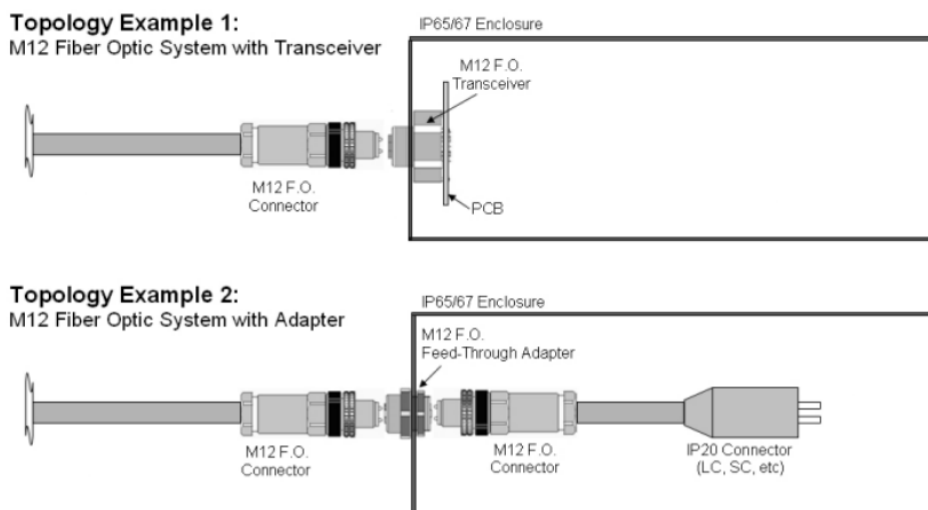 Topology Example 1:
M12 Fiber Optic System with Transceiver
IP65/67 Enclosure
M12 F.O.
Transceiver
M12 F.O.
Connector
PCB
Topology Example 2:
M12 Fiber Optic System with Adapter
IP65/67 Enclosure
M12 F.O.
Feed-Through Adapter
M12 F.O.
Connector
M12 F.O.
Connector
IP20 Connector
(LC, SC, etc)